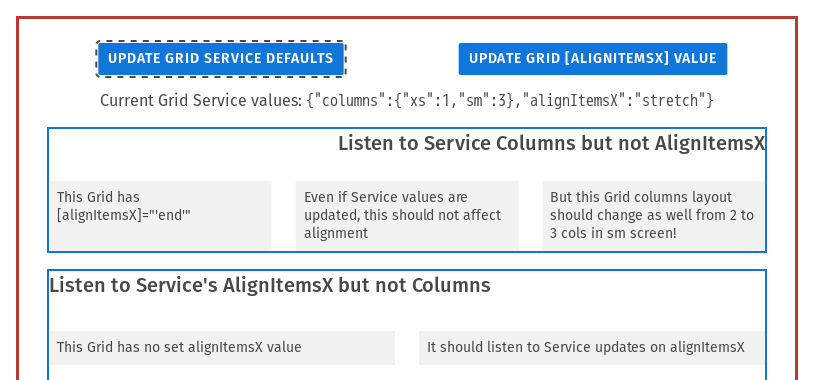 UPDATE GRID SERVICE DEFAULTS
UPDATE GRID [ALIGNITEMSX] VALUE
Current Grid Service values: {"columns":{"xs":1,"sm":3},"alignItemsX":"stretch"}
Listen to Service Columns but not AlignItemsX
This Grid has
[alignItemsX]="'end'"
Even if Service values are
updated, this should not affect
alignment
But this Grid columns layout
should change as well from 2 to
3 cols in sm screen!
Listen to Service's AlignItemsX but not Columns
This Grid has no set alignItemsX value
It should listen to Service updates on alignItemsX